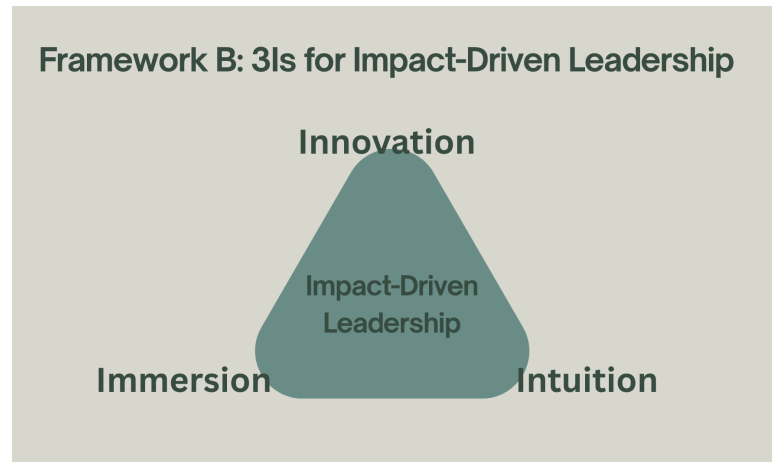 Framework B: 3Is for Impact-Driven Leadership
Innovation
Impact-Driven
Leadership
Immersion
Intuition